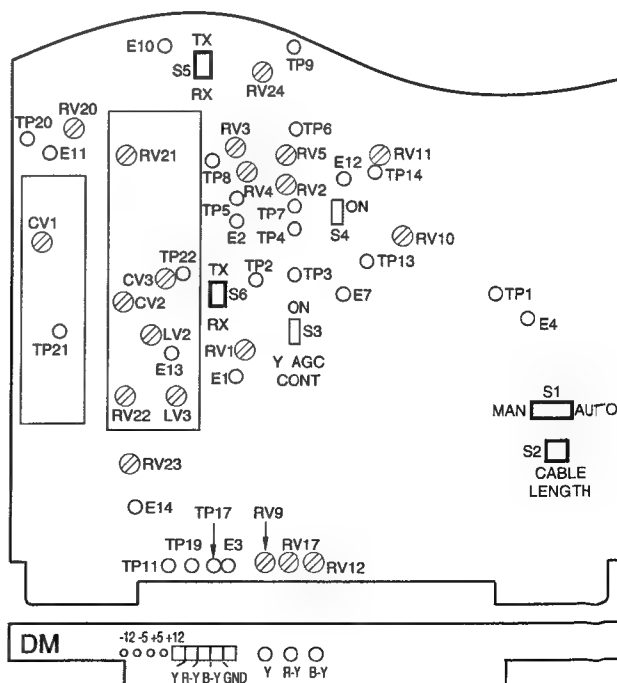 TX
E10
S5
TP9
RX
RV24
RV20
TP20
E11
RV21
RV3
TP6
RV5
E12
RV11
TP8
TP14
RV4
RV2
TP5
TP7
ON
E2
TP4
S4
CV1
RV10
TP22
TX
TP2
TP3
TP13
CV3
S6
E7
TP1
CV2
RX
ON
E4
TP21
LV2
S3
E13
RV1
Y AGC
CONT
E1
RV22
LV3
S1
MAN AUTO
S2
CABLE
LENGTH
RV23
E14
TP17 RV9
TP19 E3
RV17
TP11
RV12
DM
-12 -5 +5 +12
Y R-Y B-Y GND
Y R-Y B-Y